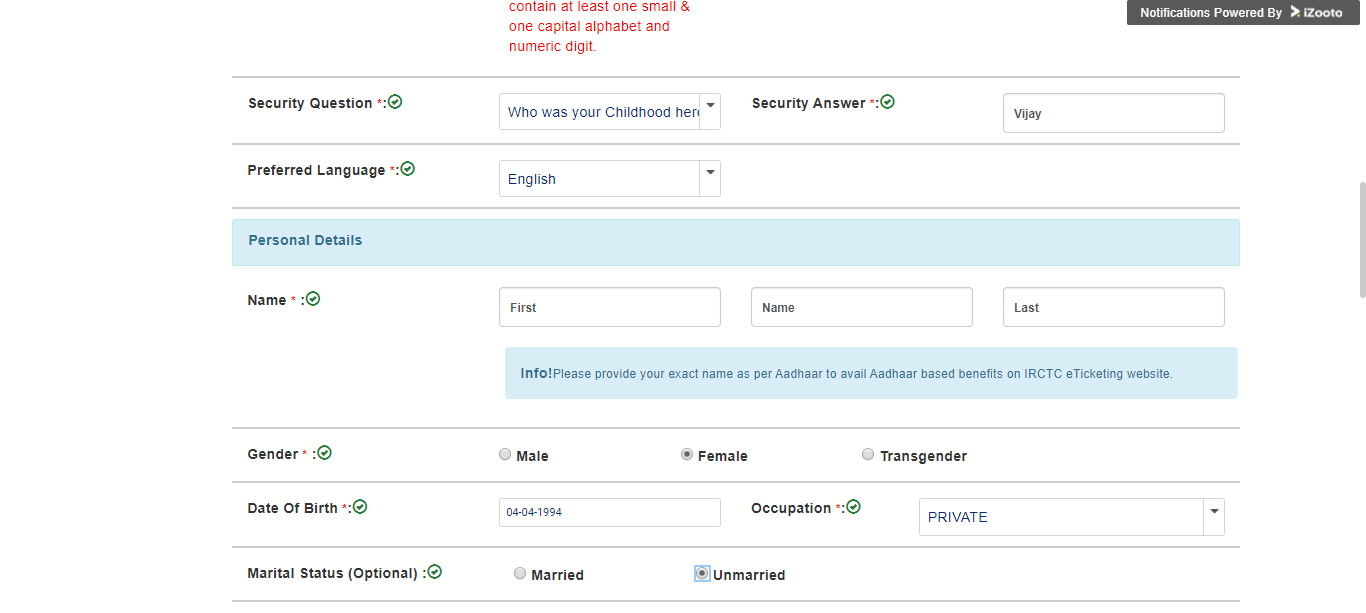 contain at least one small &
one capital alphabet and
numeric digit.
Notifications Powered By iZooto
Security Question *:
Who was your Childhood her
Security Answer *:
Vijay
Preferred Language *:
English
Personal Details
Name * :
First
Name
Last
Info!Please provide your exact name as per Aadhaar to avail Aadhaar based benefits on IRCTC eTicketing website.
Gender * :
Male
Female
Transgender
Date Of Birth *:
04-04-1994
Occupation *:
PRIVATE
Marital Status (Optional) :
Married
Unmarried